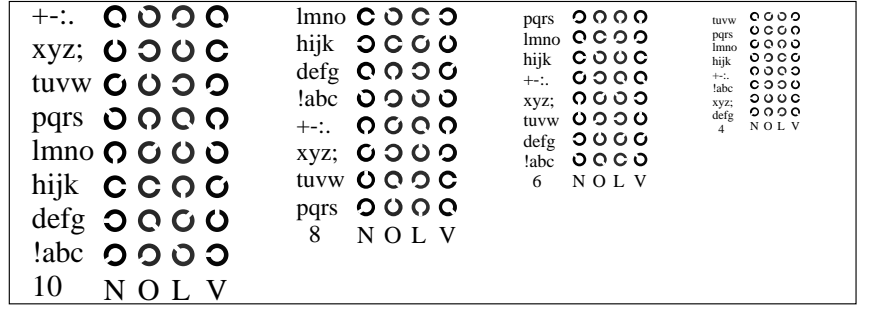 +-:.
xyz;
tuvw
pqrs
lmno
hijk
defg
!abc
10 N O L V
lmno
hijk
defg
!abc
+-:.
xyz;
tuvw
pqrs
8 N O L V
pqrs
lmno
hijk
+-:.
xyz;
tuvw
defg
!abc
6 N O L V
tuvw
pqrs
lmno
hijk
+-:.
!abc
xyz;
defg
4 N O L V